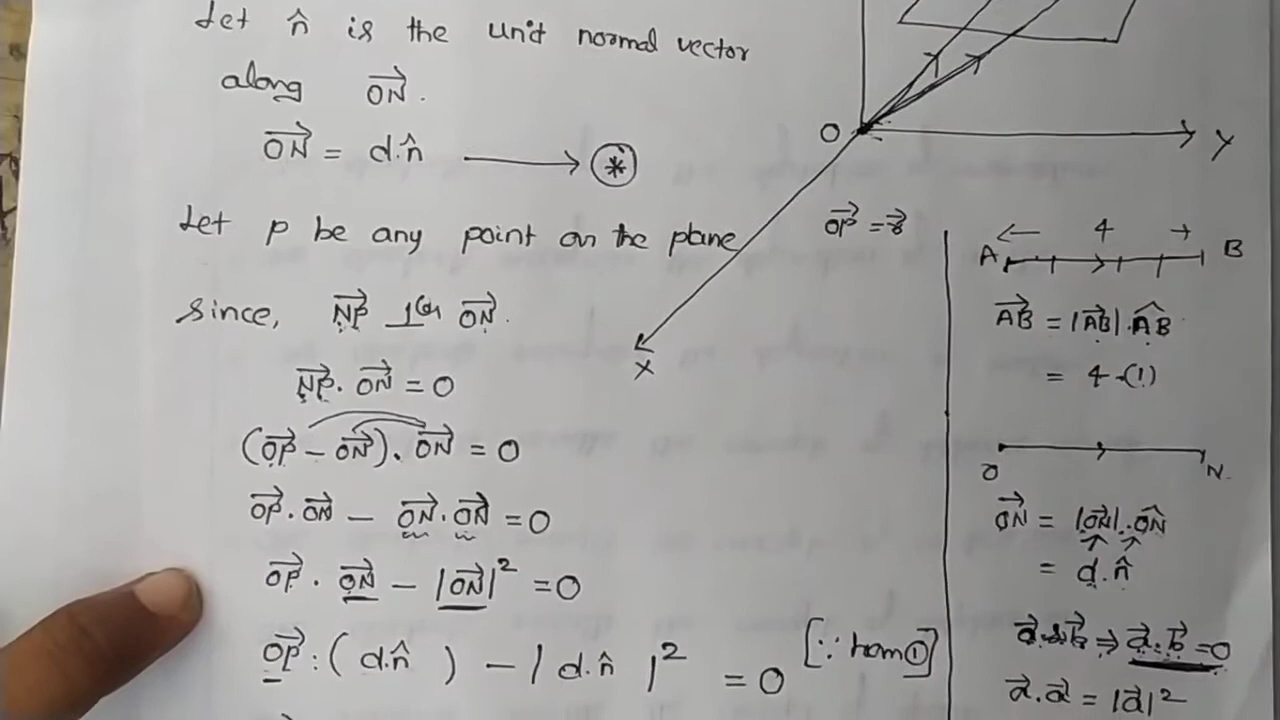 Let n̂ is the unit normal vector
along ON⃗.
ON⃗ = d.n̂ ⟶ (*)
Let P be any point on the plane
since, NP⃗ ⊥lar ON⃗.
NP⃗ . ON⃗ = 0
(OP⃗ - ON⃗) . ON⃗ = 0
OP⃗ . ON⃗ - ON⃗ . ON⃗ = 0
OP⃗ . ON⃗ - |ON⃗|² = 0
OP⃗ . (d.n̂) - |d.n̂|² = 0 [∵ from ①]
O
Y
X
OP⃗ = r⃗
4
A B
AB⃗ = |AB⃗| . AB̂
= 4 . (1)
O N.
ON⃗ = |ON⃗| . ON̂
= d . n̂
⇒ a⃗ . b⃗ = 0
a⃗ . a⃗ = |a⃗|²